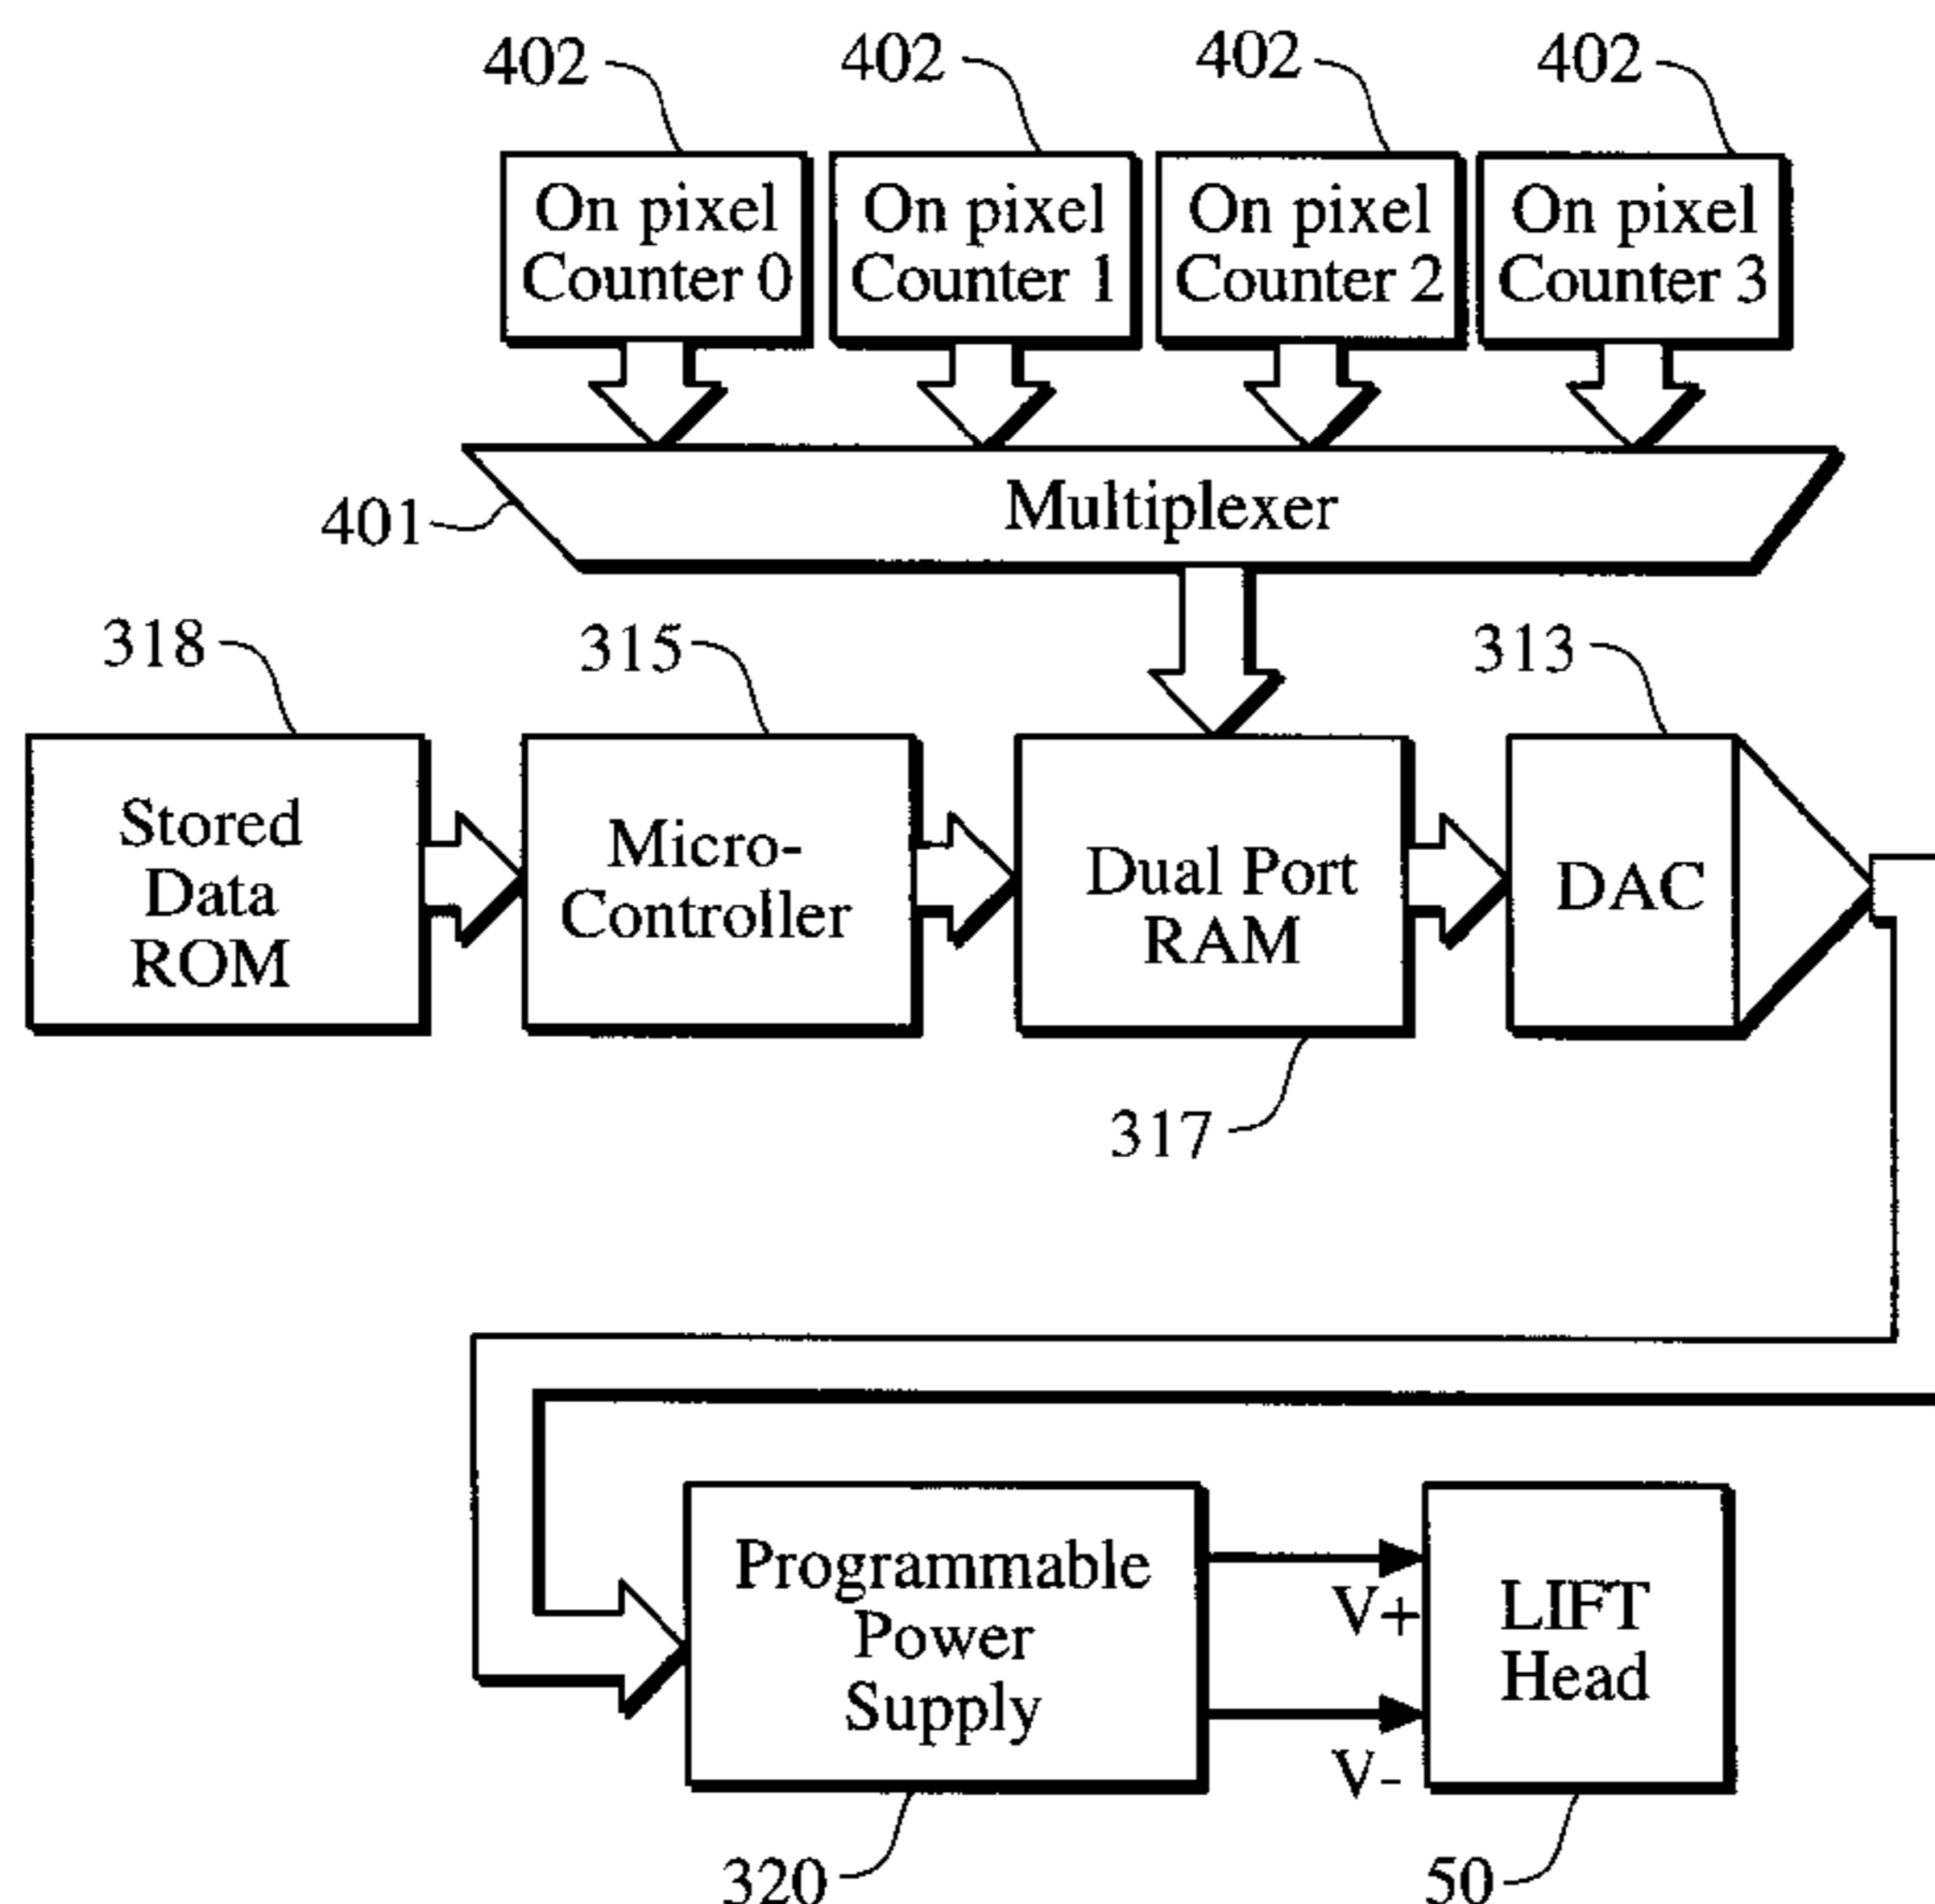 402 402 402 402
On pixel
Counter 0
On pixel
Counter 1
On pixel
Counter 2
On pixel
Counter 3
401
Multiplexer
318
315
313
Stored
Data
ROM
Micro-
Controller
Dual Port
RAM
DAC
317
Programmable
Power
Supply
V+
V-
LIFT
Head
320
50